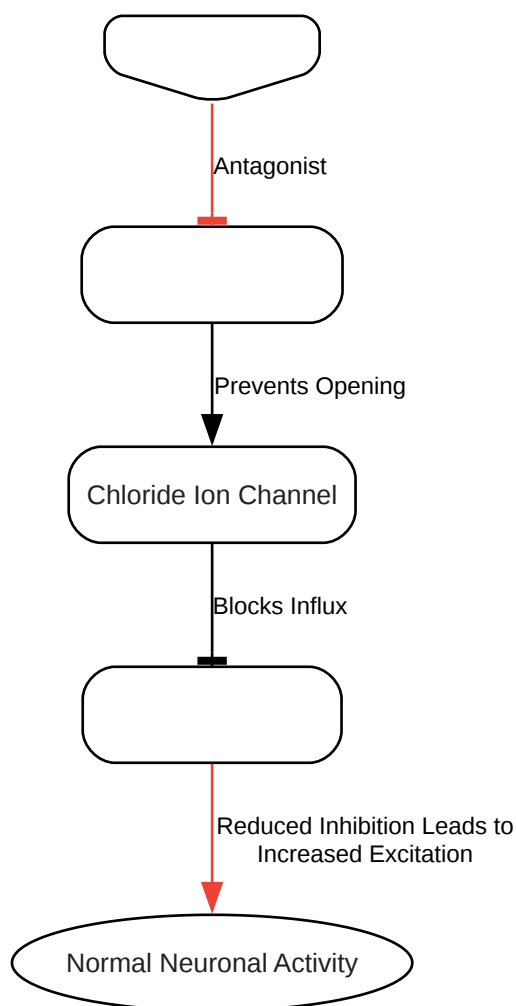 Antagonist
Prevents Opening
Chloride Ion Channel
Blocks Influx
Reduced Inhibition Leads to
Increased Excitation
Normal Neuronal Activity